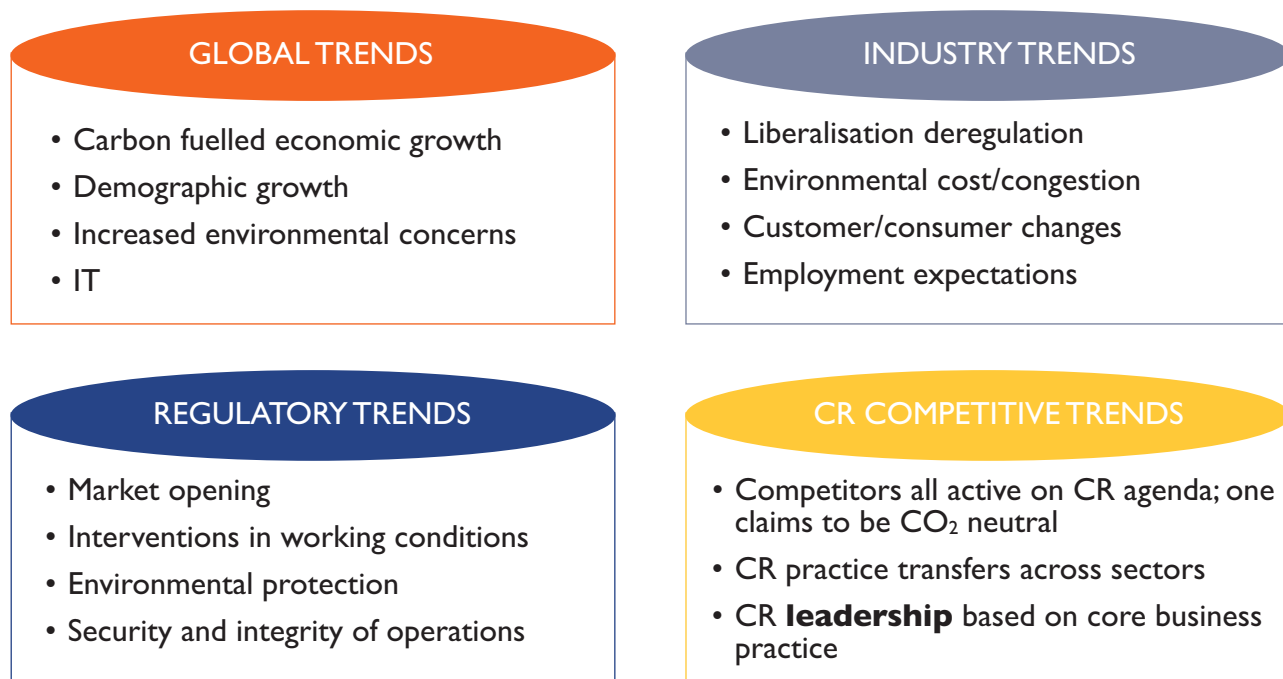 GLOBAL TRENDS
• Carbon fuelled economic growth
• Demographic growth
• Increased environmental concerns
• IT
INDUSTRY TRENDS
• Liberalisation deregulation
• Environmental cost/congestion
• Customer/consumer changes
• Employment expectations
REGULATORY TRENDS
• Market opening
• Interventions in working conditions
• Environmental protection
• Security and integrity of operations
CR COMPETITIVE TRENDS
• Competitors all active on CR agenda; one
claims to be CO₂ neutral
• CR practice transfers across sectors
• CR leadership based on core business
practice